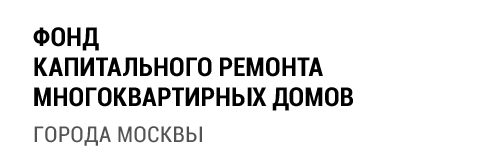 ФОНД
КАПИТАЛЬНОГО РЕМОНТА
МНОГОКВАРТИРНЫХ ДОМОВ
ГОРОДА МОСКВЫ